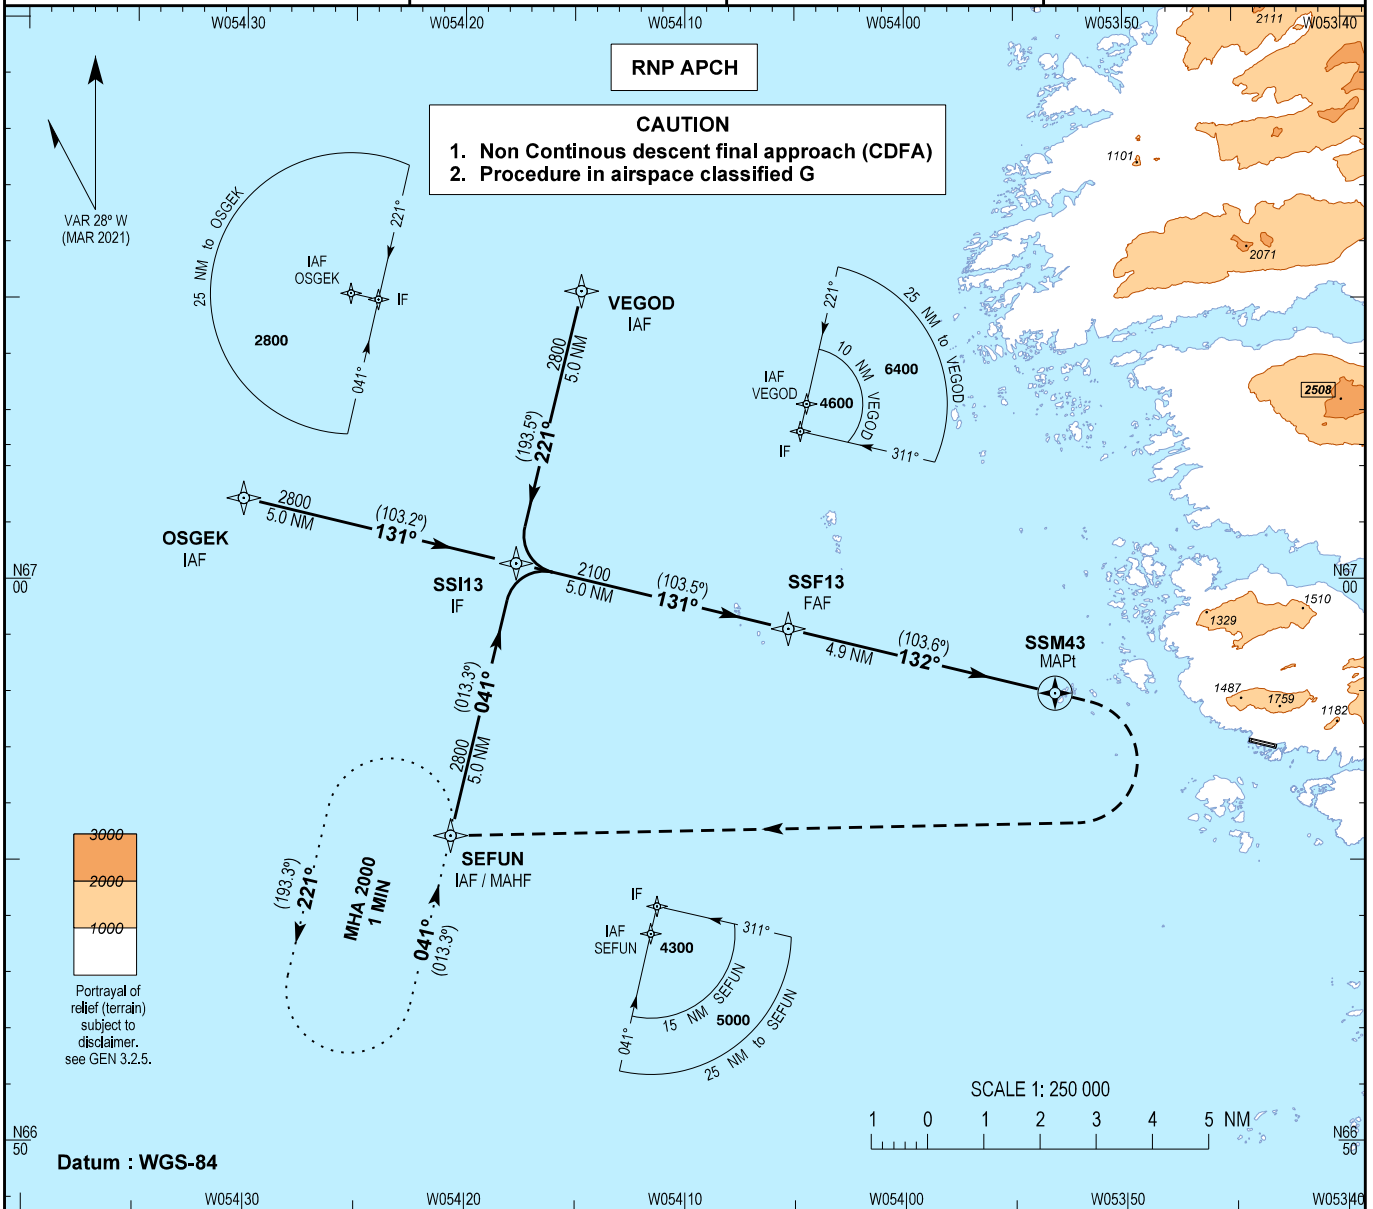 W054 30
W054 20
W054 10
W054 00
W053 50
W053 40
2111
RNP APCH
CAUTION
1. Non Continous descent final approach (CDFA)
2. Procedure in airspace classified G
VAR 28° W
(MAR 2021)
1101
2071
25 NM to OSGEK
221°
IAF
OSGEK
IF
2800
041°
VEGOD
IAF
2800
5.0 NM
(193.5°)
221°
221°
25 NM to VEGOD
10 NM VEGOD
6400
IAF
VEGOD
4600
IF
311°
2508
OSGEK
IAF
2800
5.0 NM
(103.2°)
131°
SSI13
IF
2100
5.0 NM
(103.5°)
131°
SSF13
FAF
4.9 NM
(103.6°)
132°
SSM43
MAPt
N67
00
N67
00
1510
1329
1487
1759
1182
(013.3°)
041°
2800
5.0 NM
SEFUN
IAF / MAHF
(193.3°)
221°
MHA 2000
1 MIN
041°
(013.3°)
3000
2000
1000
Portrayal of
relief (terrain)
subject to
disclaimer.
see GEN 3.2.5.
IF
IAF
SEFUN
4300
311°
15 NM SEFUN
5000
25 NM to SEFUN
041°
SCALE 1: 250 000
1 0 1 2 3 4 5 NM
N66
50
N66
50
Datum : WGS-84
W054 30
W054 20
W054 10
W054 00
W053 50
W053 40